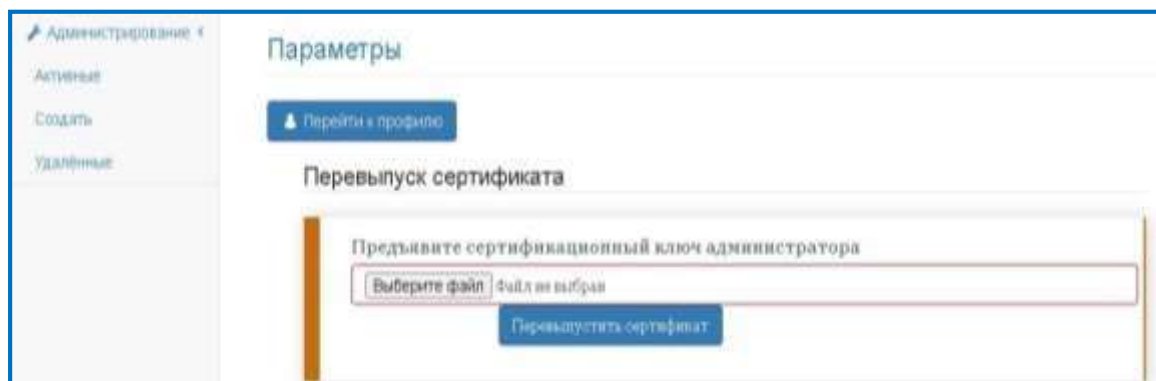 Администрирование
Активные
Создать
Удалённые
Параметры
Перейти к профилю
Перевыпуск сертификата
Предъявите сертификационный ключ администратора
Выберите файл Файл не выбран
Перевыпустить сертификат